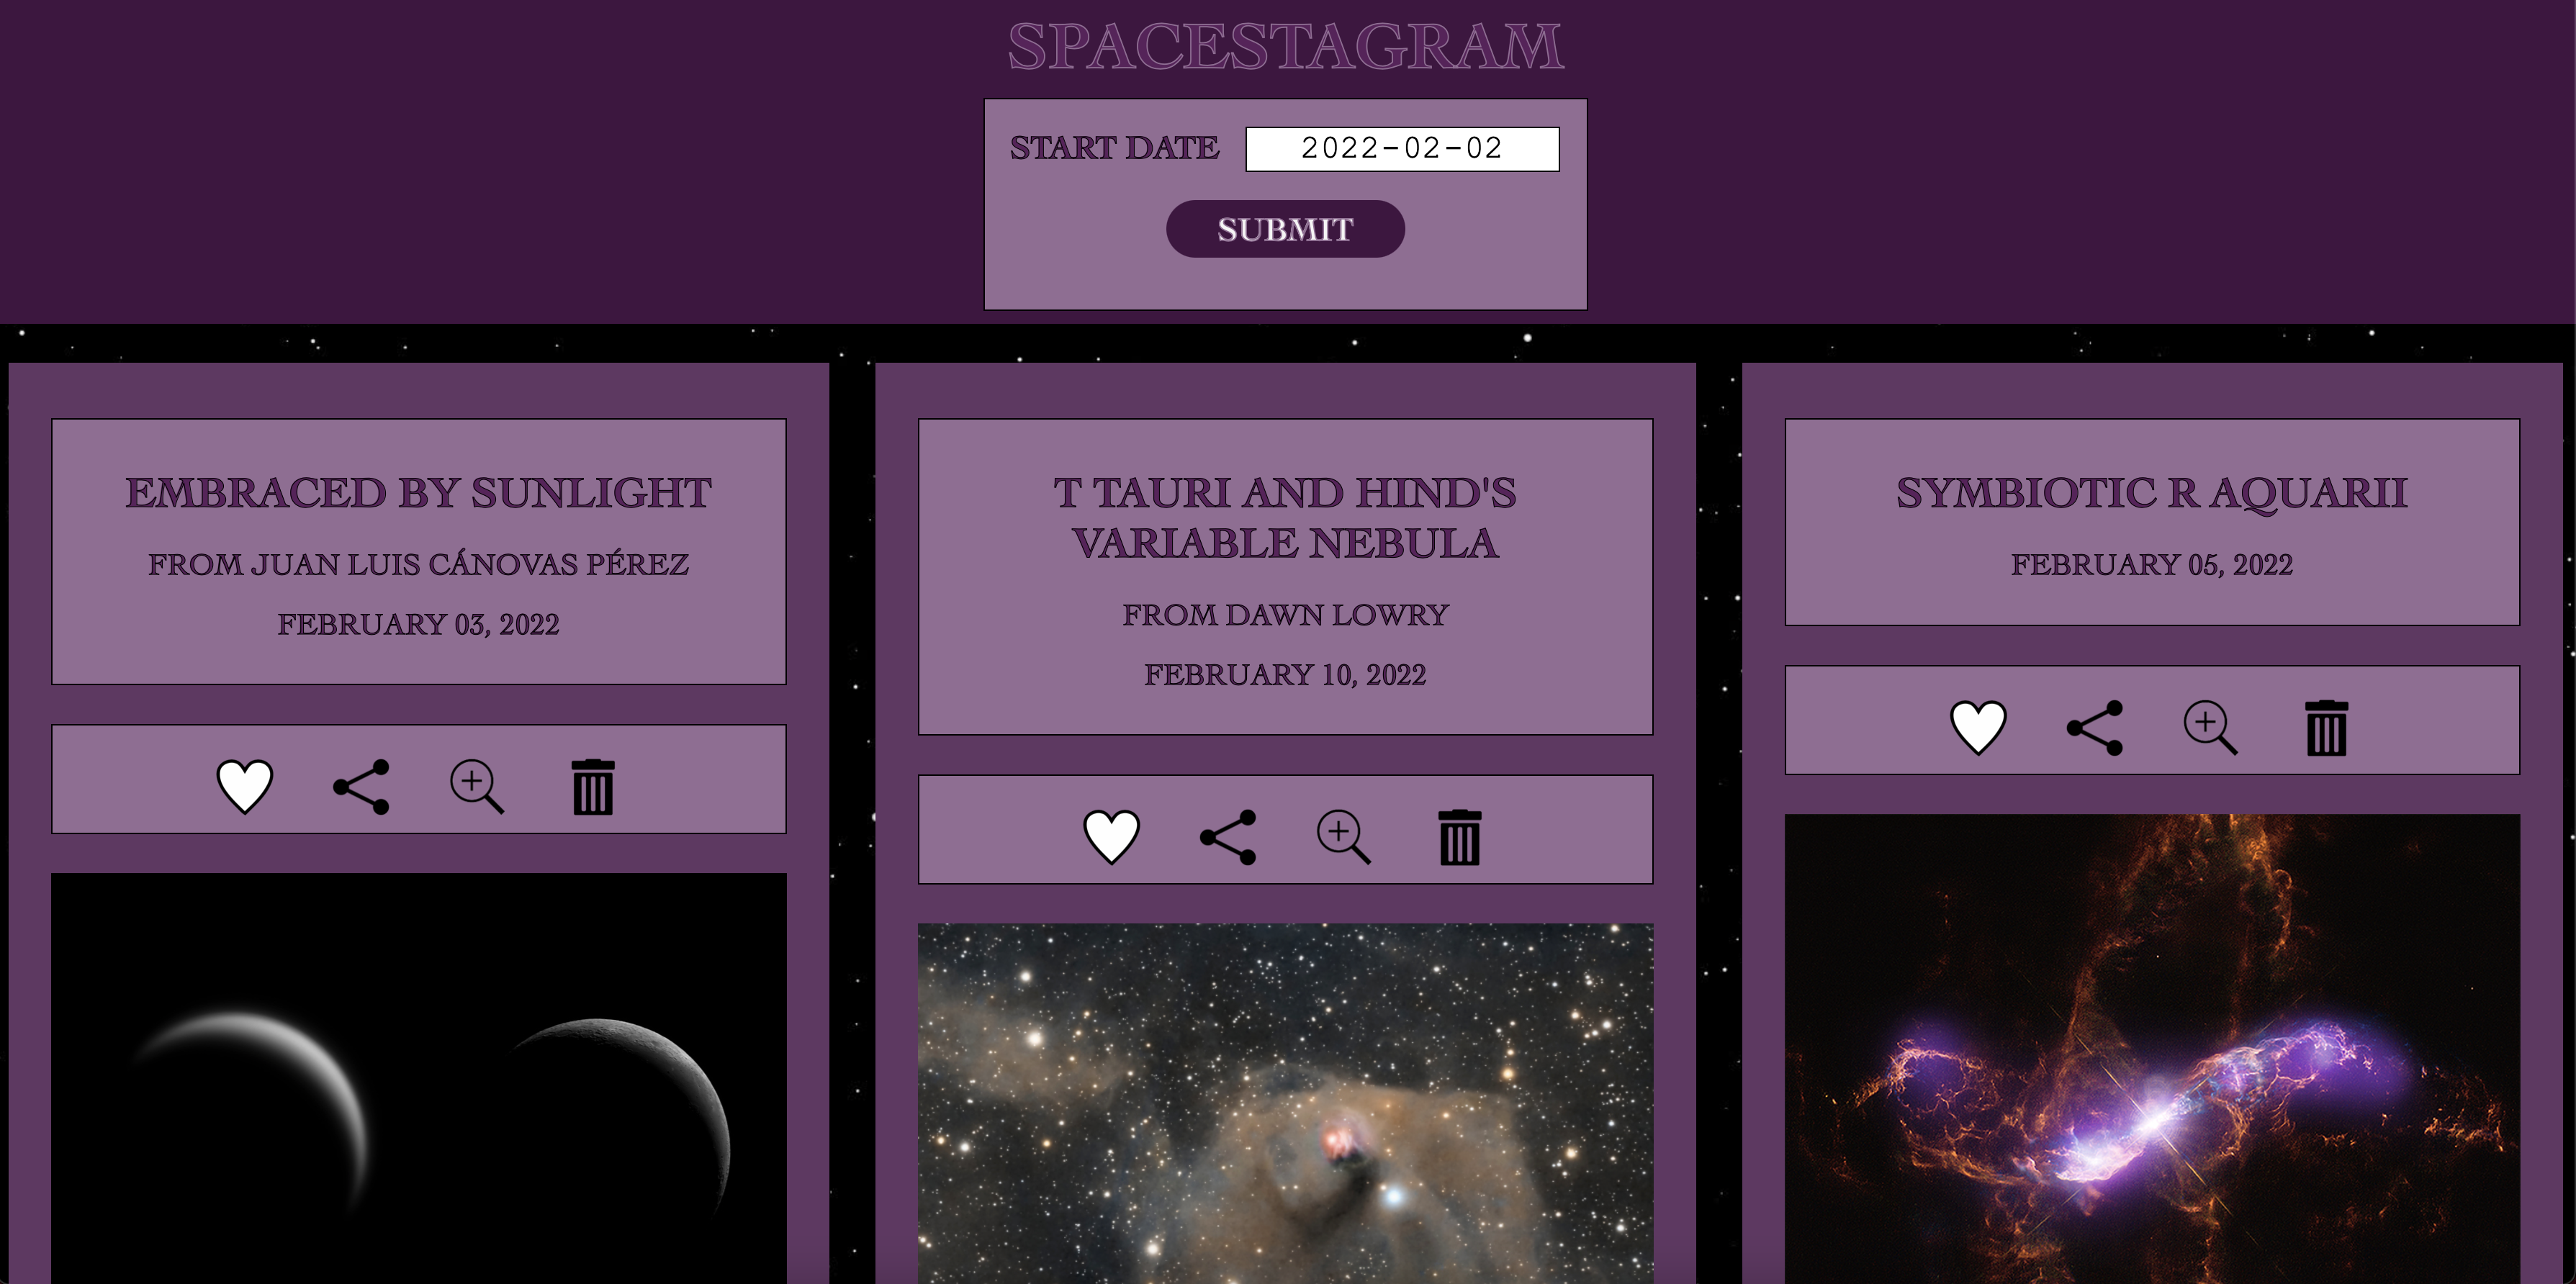 SPACESTAGRAM
START DATE 2022-02-02
SUBMIT
EMBRACED BY SUNLIGHT
FROM JUAN LUIS CÁNOVAS PÉREZ
FEBRUARY 03, 2022
T TAURI AND HIND'S
VARIABLE NEBULA
FROM DAWN LOWRY
FEBRUARY 10, 2022
SYMBIOTIC R AQUARII
FEBRUARY 05, 2022